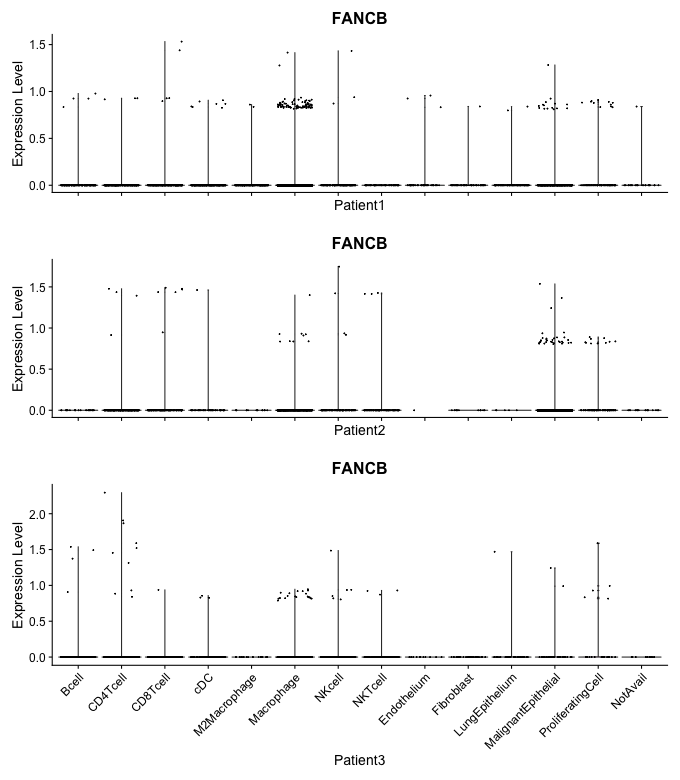 FANCB
Expression Level
1.5
1.0
0.5
0.0
Patient1
FANCB
Expression Level
1.5
1.0
0.5
0.0
Patient2
FANCB
Expression Level
2.0
1.5
1.0
0.5
0.0
Bcell
CD4Tcell
CD8Tcell
cDC
M2Macrophage
Macrophage
NKcell
NKTcell
Endothelium
Fibroblast
LungEpithelium
MalignantEpithelial
ProliferatingCell
NotAvail
Patient3